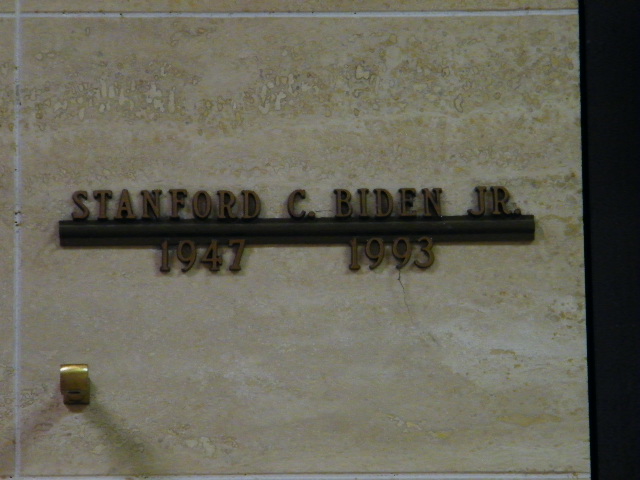 STANFORD C. BIDEN JR.
1947 1993